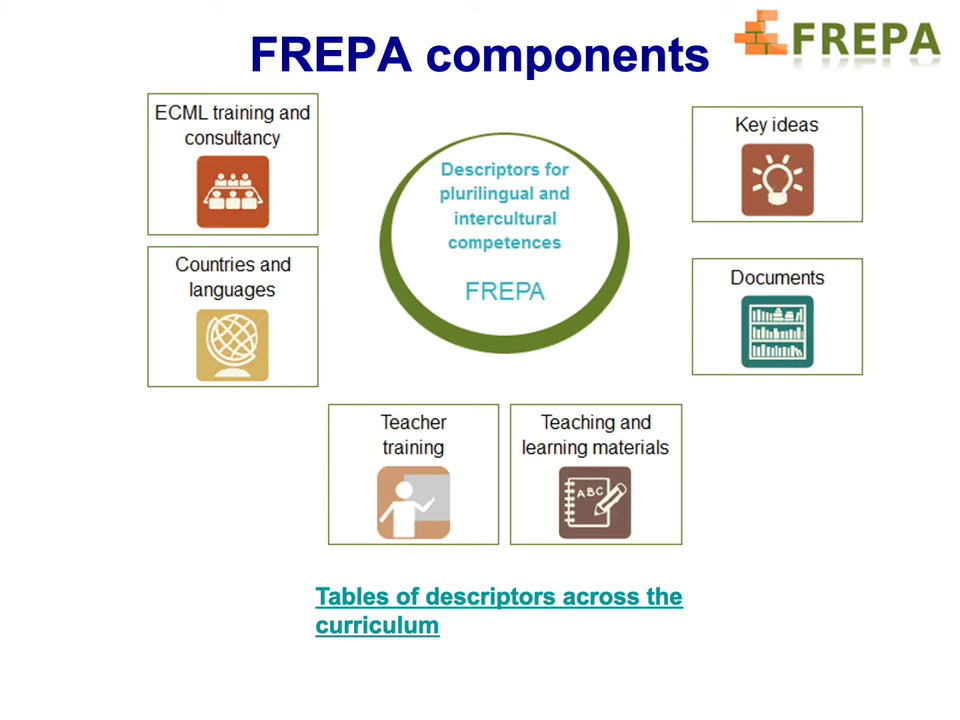 FREPA components
FREPA
ECML training and
consultancy
Descriptors for
plurilingual and
intercultural
competences
FREPA
Key ideas
Countries and
languages
Documents
Teacher
training
Teaching and
learning materials
ABC
Tables of descriptors across the
curriculum